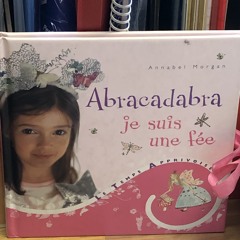 Annabel Morgan
Abracadabra
je suis
une fée